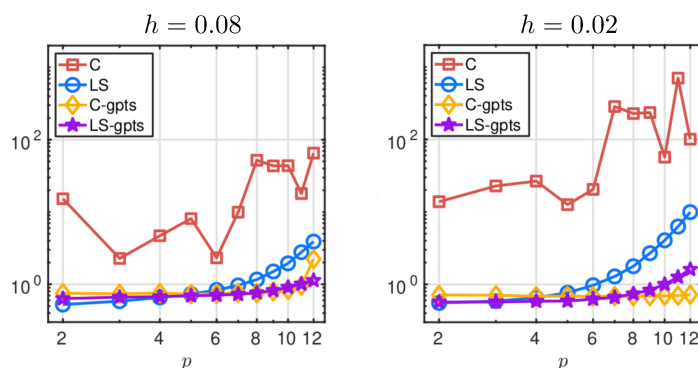 h = 0.08
C
LS
C-gpts
LS-gpts
10^2
10^0
2 4 6 8 10 12
p
h = 0.02
C
LS
C-gpts
LS-gpts
10^2
10^0
2 4 6 8 10 12
p